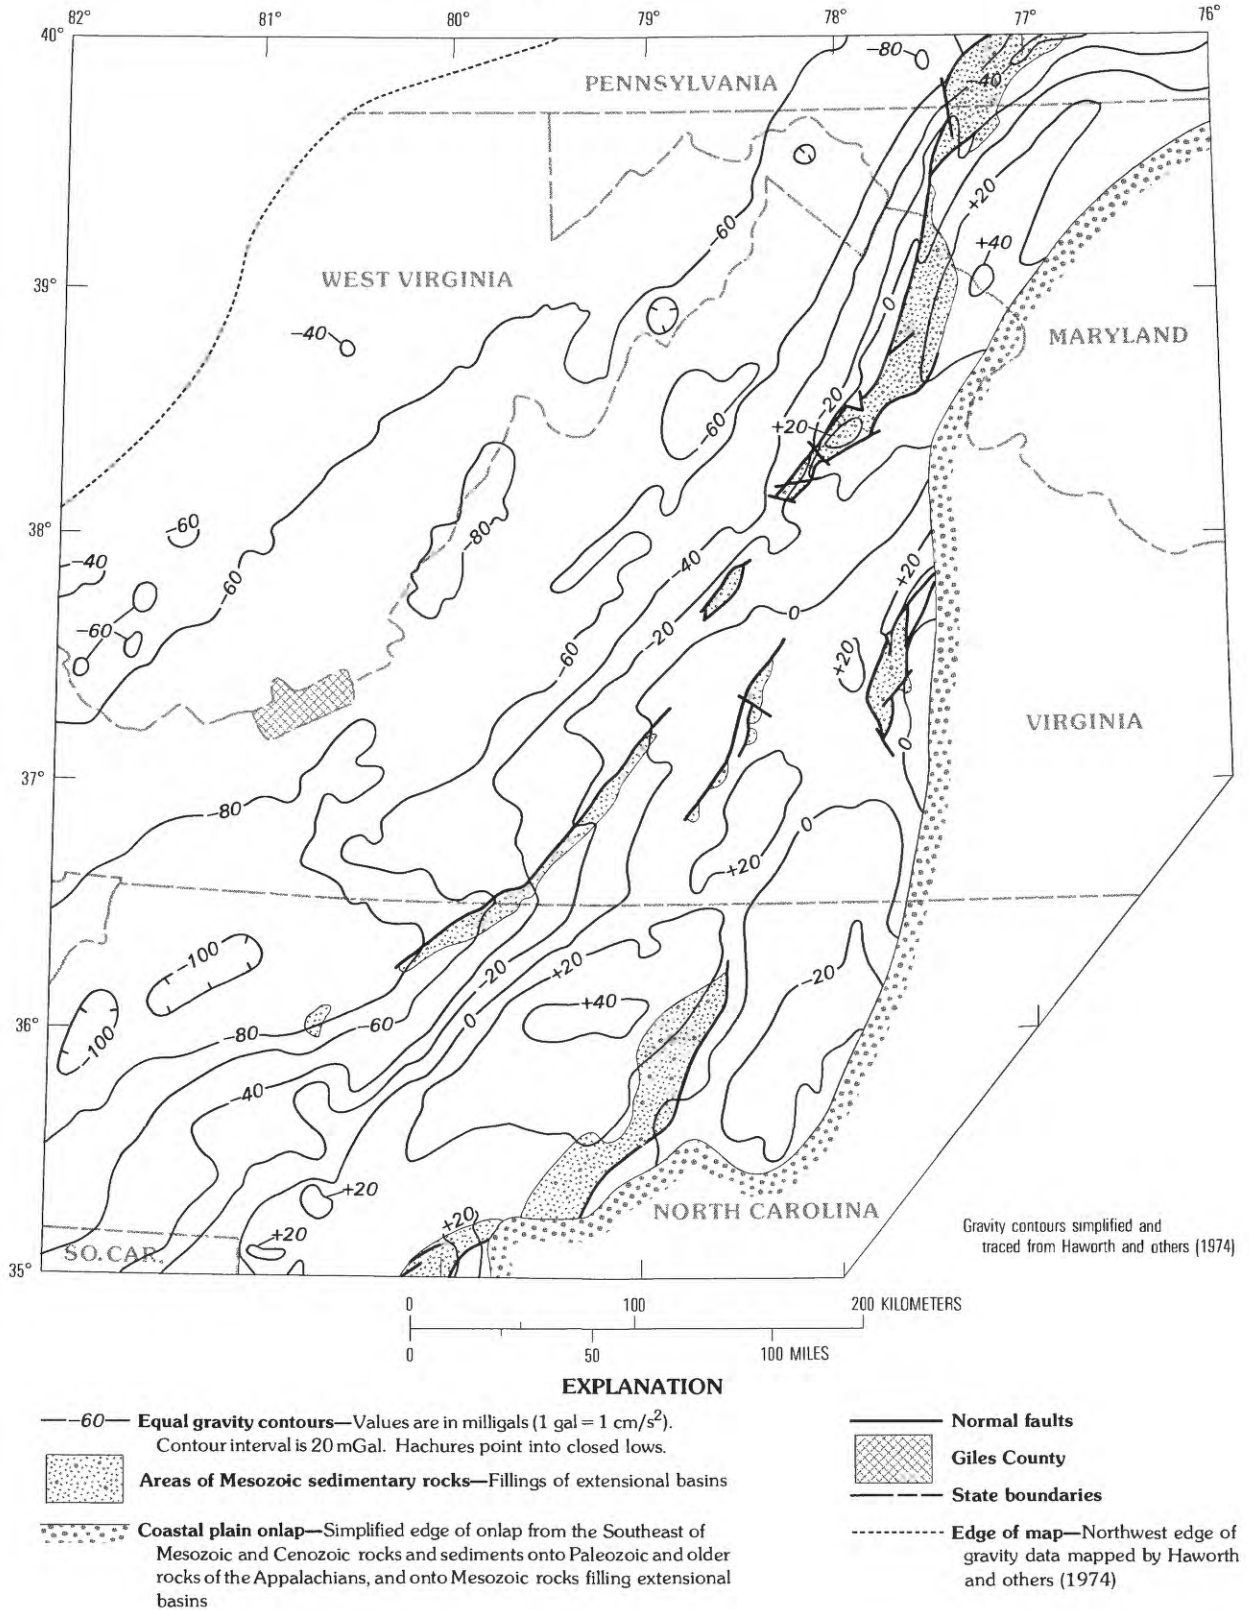 82°
81°
80°
79°
78°
77°
76°
40°
−80
PENNSYLVANIA
−40
+20
−60
+40
39°
WEST VIRGINIA
0
−40
MARYLAND
−20
−60
+20
38°
−60
−80
−40
−40
+20
−60
0
−60
−20
−60
+20
VIRGINIA
0
37°
−80
0
+20
−100
−20
+20
−20
+40
0
36°
−100
−80
−60
−40
+20
+20
NORTH CAROLINA
+20
SO. CAR.
35°
Gravity contours simplified and
traced from Haworth and others (1974)
0 100 200 KILOMETERS
0 50 100 MILES
EXPLANATION
−60 Equal gravity contours—Values are in milligals (1 gal = 1 cm/s²).
Contour interval is 20 mGal. Hachures point into closed lows.
Areas of Mesozoic sedimentary rocks—Fillings of extensional basins
Coastal plain onlap—Simplified edge of onlap from the Southeast of
Mesozoic and Cenozoic rocks and sediments onto Paleozoic and older
rocks of the Appalachians, and onto Mesozoic rocks filling extensional
basins
Normal faults
Giles County
State boundaries
Edge of map—Northwest edge of
gravity data mapped by Haworth
and others (1974)